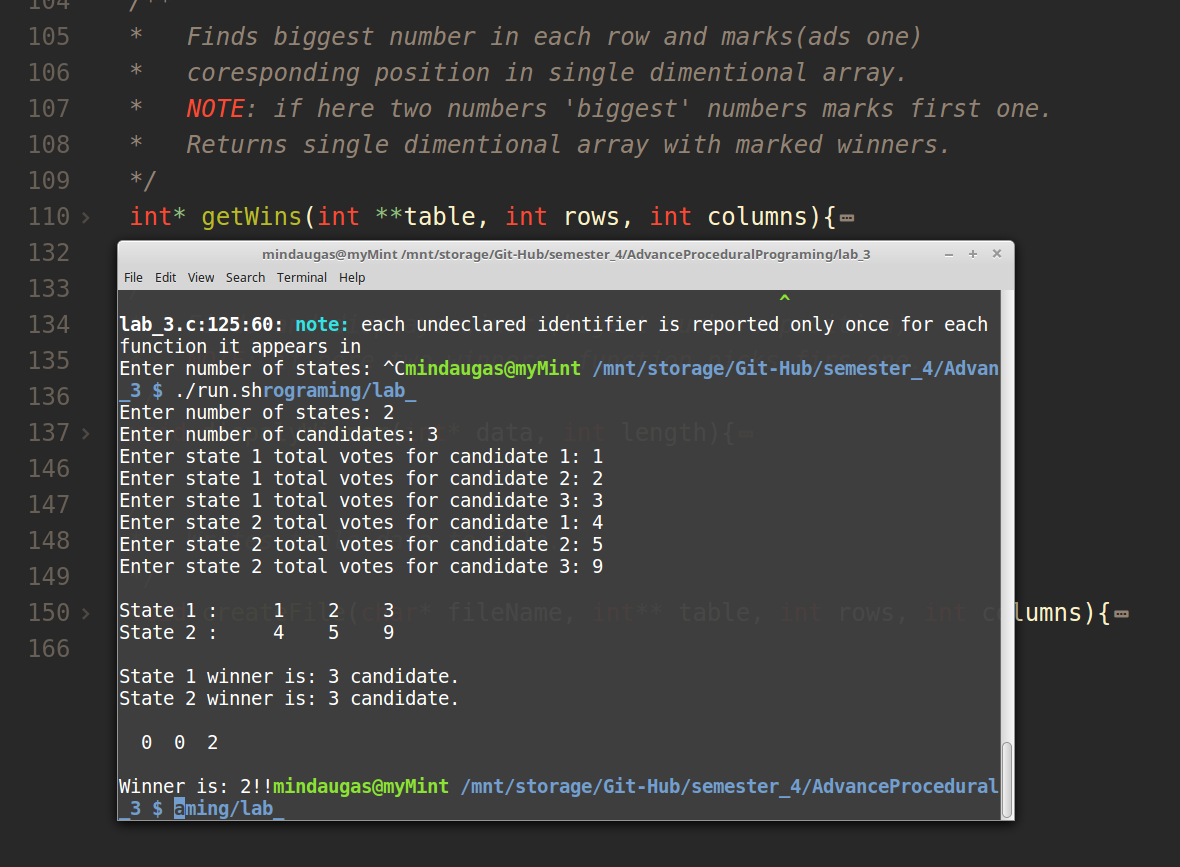 104 /**
105 * Finds biggest number in each row and marks(ads one)
106 * coresponding position in single dimentional array.
107 * NOTE: if here two numbers 'biggest' numbers marks first one.
108 * Returns single dimentional array with marked winners.
109 */
110 int* getWins(int **table, int rows, int columns){
132
133
134
135
136
137 * data, int length){
146
147
148
149
150 createFile(char* fileName, int** table, int rows, int columns){
166
mindaugas@myMint /mnt/storage/Git-Hub/semester_4/AdvanceProceduralPrograming/lab_3
File Edit View Search Terminal Help
^
lab_3.c:125:60: note: each undeclared identifier is reported only once for each
function it appears in
Enter number of states: ^Cmindaugas@myMint /mnt/storage/Git-Hub/semester_4/Advan
_3 $ ./run.shrograming/lab_
Enter number of states: 2
Enter number of candidates: 3
Enter state 1 total votes for candidate 1: 1
Enter state 1 total votes for candidate 2: 2
Enter state 1 total votes for candidate 3: 3
Enter state 2 total votes for candidate 1: 4
Enter state 2 total votes for candidate 2: 5
Enter state 2 total votes for candidate 3: 9
State 1 : 1 2 3
State 2 : 4 5 9
State 1 winner is: 3 candidate.
State 2 winner is: 3 candidate.
0 0 2
Winner is: 2!!mindaugas@myMint /mnt/storage/Git-Hub/semester_4/AdvanceProcedural
_3 $ aming/lab_